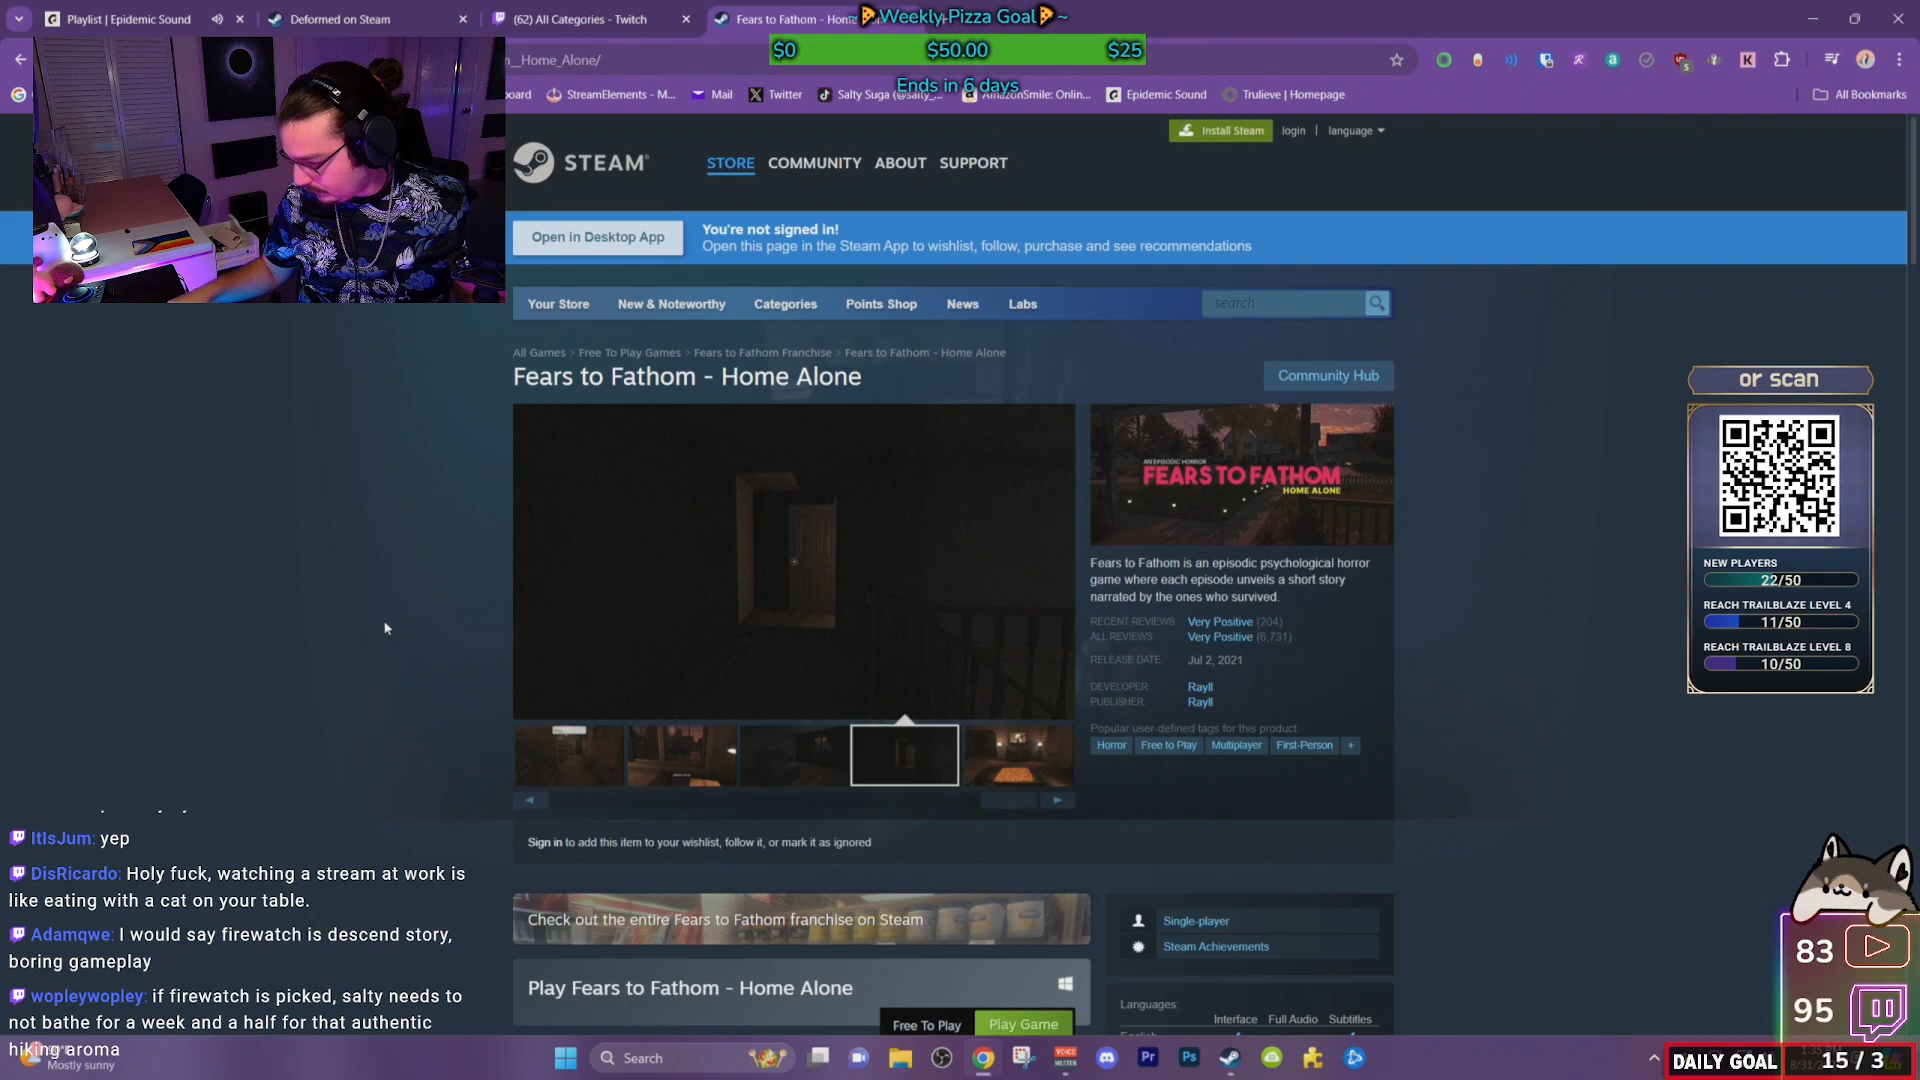 Playlist | Epidemic Sound
Deformed on Steam
(62) All Categories - Twitch
Fears to Fathom - Hom
~🍕Weekly Pizza Goal🍕~
$0 $50.00 $25
Ends in 6 days
n__Home_Alone/
board
StreamElements - M...
Mail
Twitter
Salty Suga (@salty_...
AmazonSmile: Onlin...
Epidemic Sound
Trulieve | Homepage
All Bookmarks
Install Steam
login | language
STEAM
STORE COMMUNITY ABOUT SUPPORT
Open in Desktop App
You're not signed in!
Open this page in the Steam App to wishlist, follow, purchase and see recommendations
Your Store New & Noteworthy Categories Points Shop News Labs
search
All Games > Free To Play Games > Fears to Fathom Franchise > Fears to Fathom - Home Alone
Fears to Fathom - Home Alone
Community Hub
AN EPISODIC HORROR
FEARS TO FATHOM
HOME ALONE
Fears to Fathom is an episodic psychological horror
game where each episode unveils a short story
narrated by the ones who survived.
RECENT REVIEWS: Very Positive (204)
ALL REVIEWS: Very Positive (6,731)
RELEASE DATE: Jul 2, 2021
DEVELOPER: Rayll
PUBLISHER: Rayll
Popular user-defined tags for this product:
Horror Free to Play Multiplayer First-Person +
or scan
NEW PLAYERS
22/50
REACH TRAILBLAZE LEVEL 4
11/50
REACH TRAILBLAZE LEVEL 8
10/50
Sign in to add this item to your wishlist, follow it, or mark it as ignored
Check out the entire Fears to Fathom franchise on Steam
Play Fears to Fathom - Home Alone
Free To Play
Play Game
Single-player
Steam Achievements
Languages:
Interface Full Audio Subtitles
ItIsJum: yep
DisRicardo: Holy fuck, watching a stream at work is
like eating with a cat on your table.
Adamqwe: I would say firewatch is descend story,
boring gameplay
wopleywopley: if firewatch is picked, salty needs to
not bathe for a week and a half for that authentic
hiking aroma
Mostly sunny
Search
VOICE
MEETER
Pr
Ps
83
95
DAILY GOAL 15 / 3